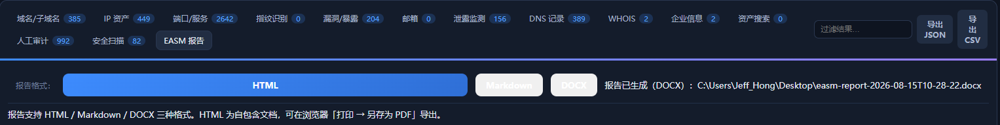 域名/子域名 385 IP 资产 449 端口/服务 2642 指纹识别 0 漏洞/暴露 204 邮箱 0 泄露监测 156 DNS 记录 389 WHOIS 2 企业信息 2 资产搜索 0
人工审计 992 安全扫描 82 EASM 报告
过滤结果...
导出
JSON
导
出
CSV
报告格式: HTML Markdown DOCX 报告已生成（DOCX）：C:\Users\Jeff_Hong\Desktop\easm-report-2026-08-15T10-28-22.docx
报告支持 HTML / Markdown / DOCX 三种格式。HTML 为自包含文档，可在浏览器「打印 → 另存为 PDF」导出。